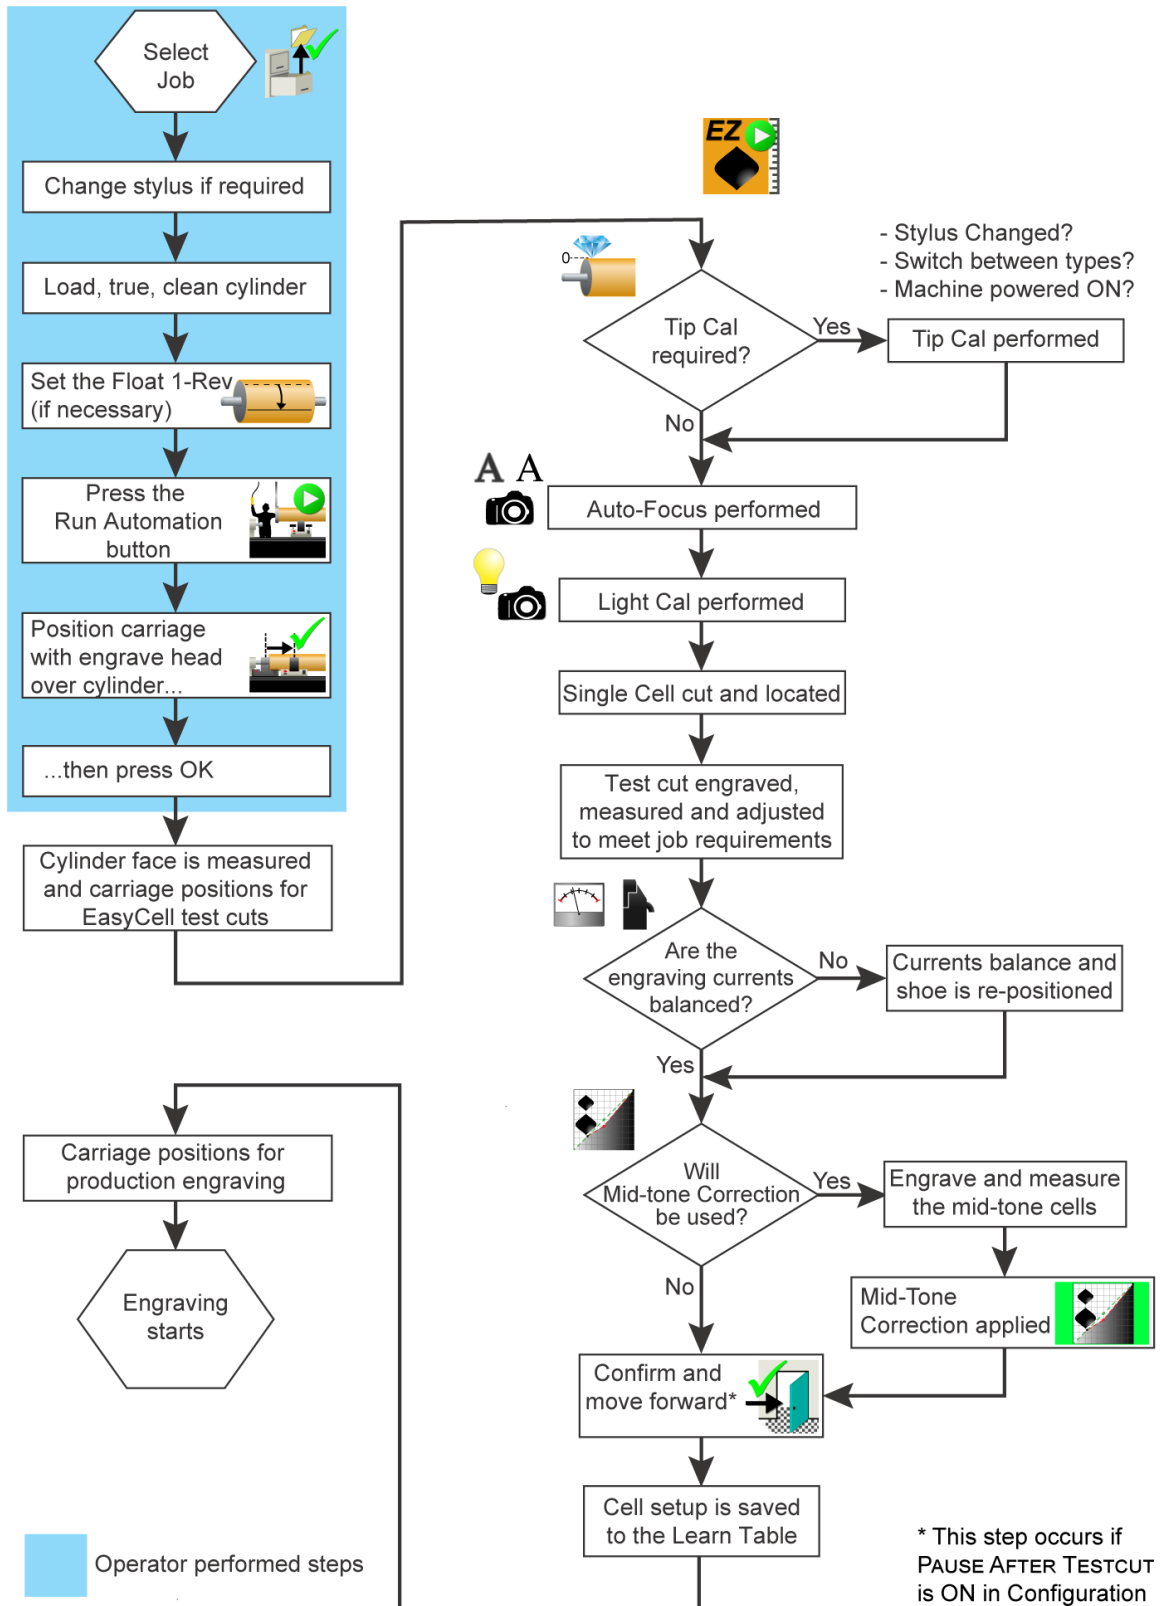 Select
Job
Change stylus if required
Load, true, clean cylinder
Set the Float 1-Rev
(if necessary)
Press the
Run Automation
button
Position carriage
with engrave head
over cylinder...
...then press OK
Cylinder face is measured
and carriage positions for
EasyCell test cuts
EZ
0
- Stylus Changed?
- Switch between types?
- Machine powered ON?
Tip Cal
required?
Yes
Tip Cal performed
No
A A
Auto-Focus performed
Light Cal performed
Single Cell cut and located
Test cut engraved,
measured and adjusted
to meet job requirements
Are the
engraving currents
balanced?
No
Currents balance and
shoe is re-positioned
Yes
Will
Mid-tone Correction
be used?
Yes
Engrave and measure
the mid-tone cells
No
Mid-Tone
Correction applied
Confirm and
move forward*
Cell setup is saved
to the Learn Table
Carriage positions for
production engraving
Engraving
starts
Operator performed steps
* This step occurs if
PAUSE AFTER TESTCUT
is ON in Configuration